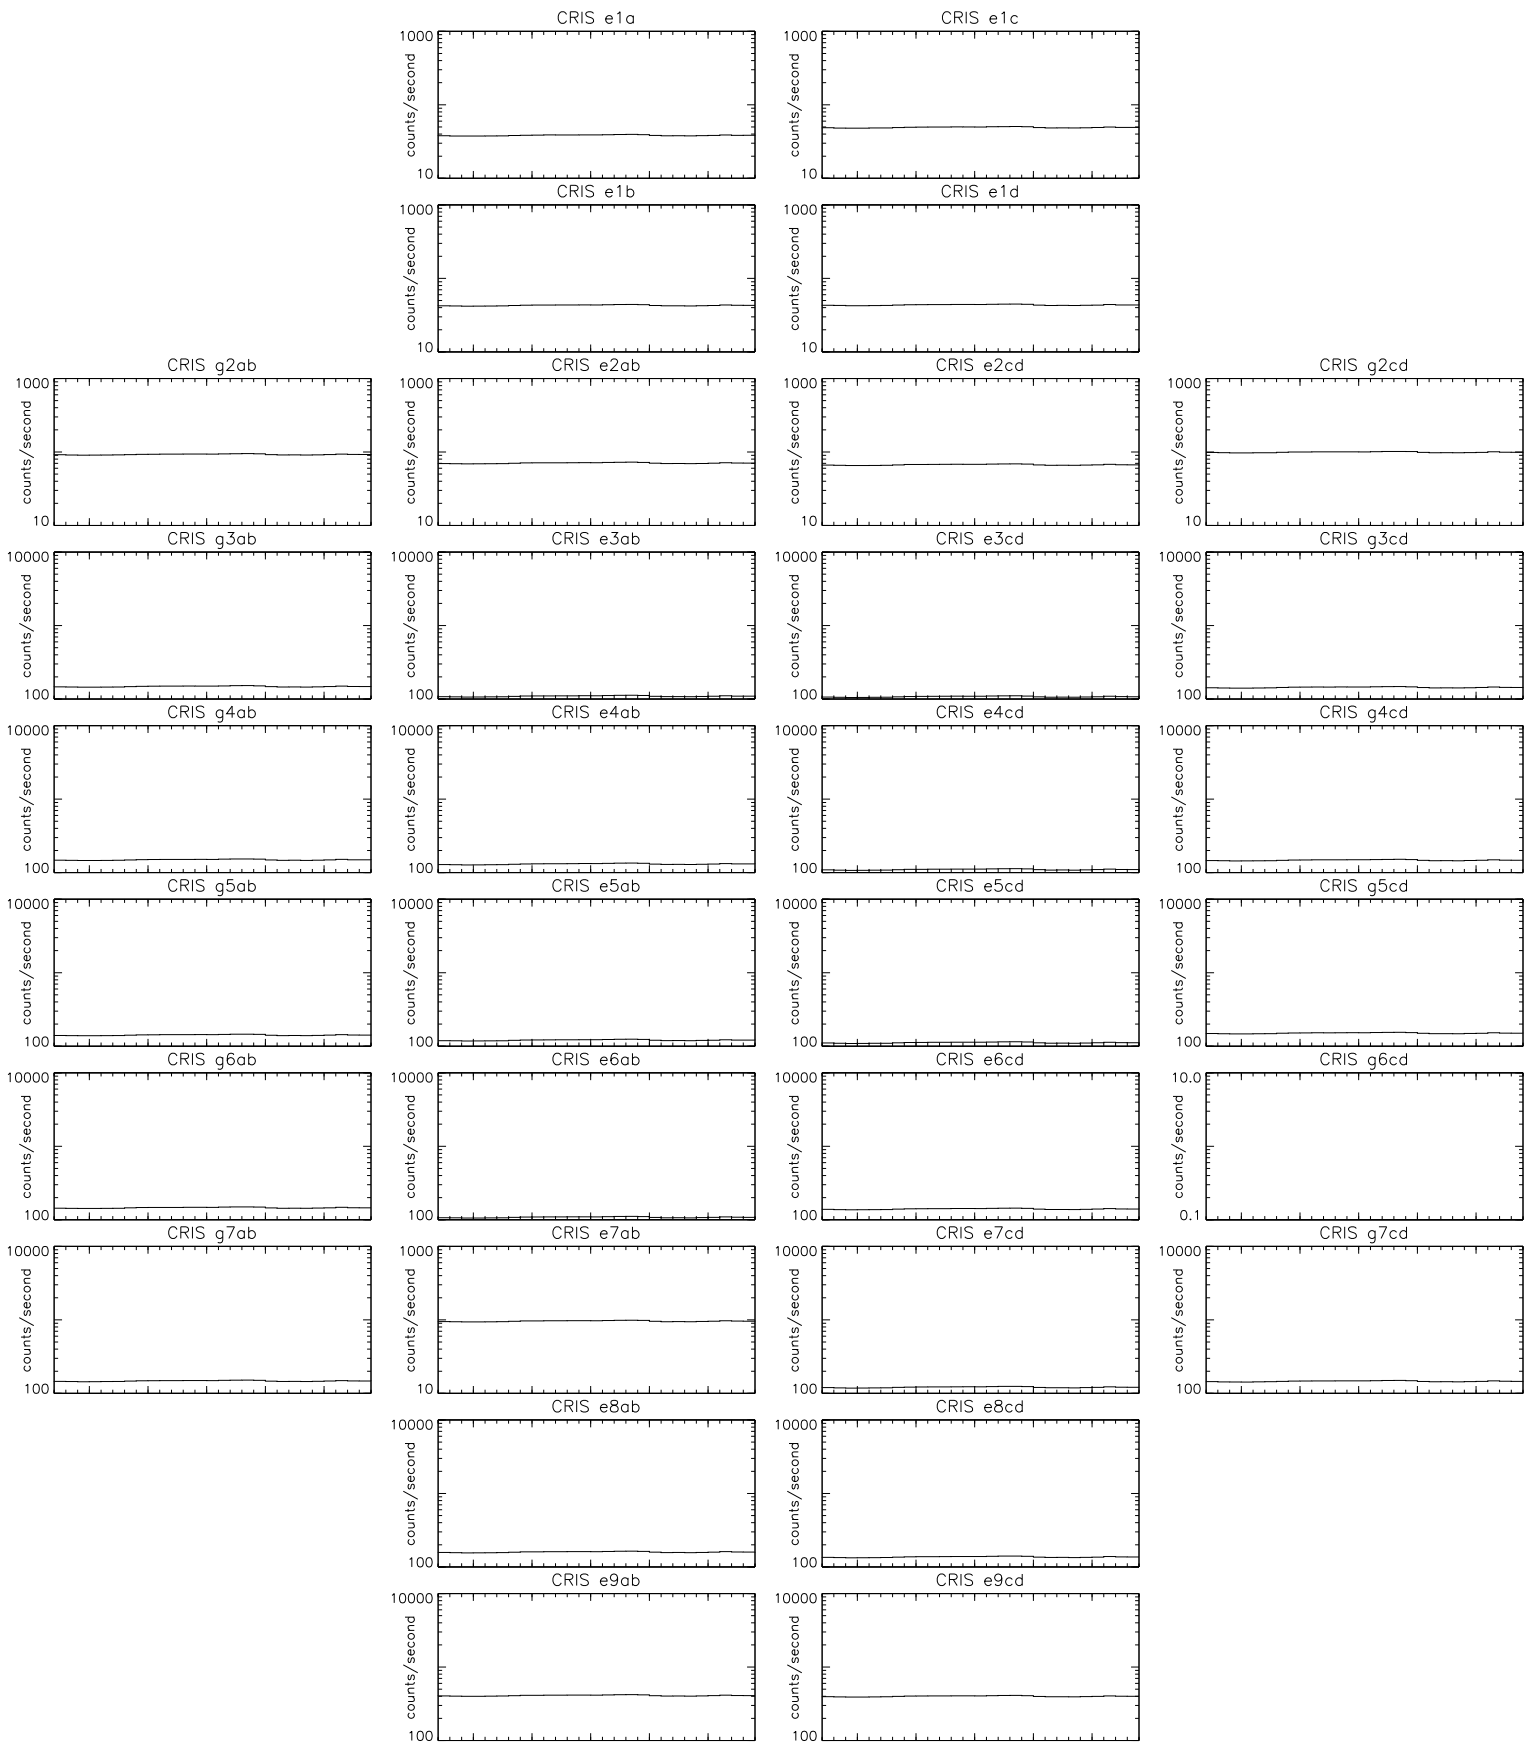 CRIS e1a
CRIS e1c
1000
counts/second
10
1000
counts/second
10
CRIS e1b
CRIS e1d
1000
counts/second
10
1000
counts/second
10
CRIS g2ab
CRIS e2ab
CRIS e2cd
CRIS g2cd
1000
counts/second
10
1000
counts/second
10
1000
counts/second
10
1000
counts/second
10
CRIS g3ab
CRIS e3ab
CRIS e3cd
CRIS g3cd
10000
counts/second
100
10000
counts/second
100
10000
counts/second
100
10000
counts/second
100
CRIS g4ab
CRIS e4ab
CRIS e4cd
CRIS g4cd
10000
counts/second
100
10000
counts/second
100
10000
counts/second
100
10000
counts/second
100
CRIS g5ab
CRIS e5ab
CRIS e5cd
CRIS g5cd
10000
counts/second
100
10000
counts/second
100
10000
counts/second
100
10000
counts/second
100
CRIS g6ab
CRIS e6ab
CRIS e6cd
CRIS g6cd
10000
counts/second
100
10000
counts/second
100
10000
counts/second
100
10.0
counts/second
0.1
CRIS g7ab
CRIS e7ab
CRIS e7cd
CRIS g7cd
10000
counts/second
100
1000
counts/second
10
10000
counts/second
100
10000
counts/second
100
CRIS e8ab
CRIS e8cd
10000
counts/second
100
10000
counts/second
100
CRIS e9ab
CRIS e9cd
10000
counts/second
100
10000
counts/second
100